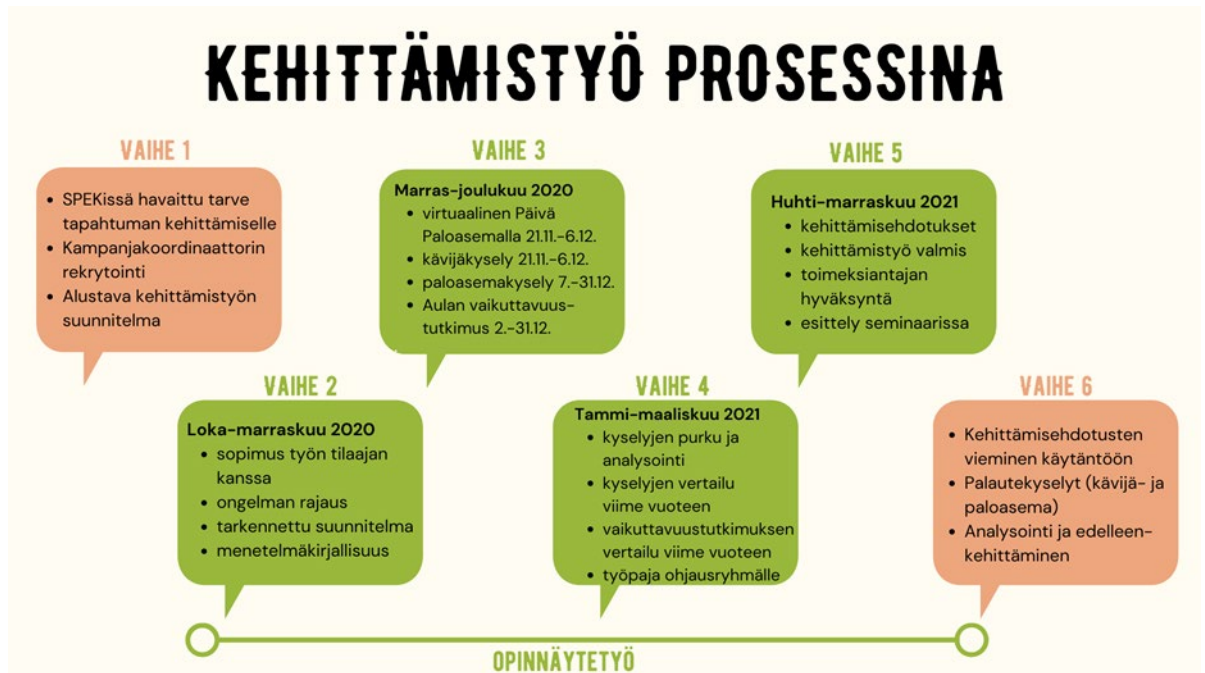 KEHITTÄMISTYÖ PROSESSINA
VAIHE 1
• SPEKissä havaittu tarve
tapahtuman kehittämiselle
• Kampanjakoordinaattorin
rekrytointi
• Alustava kehittämistyön
suunnitelma
VAIHE 2
Loka-marraskuu 2020
• sopimus työn tilaajan
kanssa
• ongelman rajaus
• tarkennettu suunnitelma
• menetelmäkirjallisuus
VAIHE 3
Marras-joulukuu 2020
• virtuaalinen Päivä
Paloasemalla 21.11.-6.12.
• kävijäkysely 21.11.-6.12.
• paloasemakysely 7.-31.12.
• Aulan vaikuttavuus-
tutkimus 2.-31.12.
VAIHE 4
Tammi-maaliskuu 2021
• kyselyjen purku ja
analysointi
• kyselyjen vertailu
viime vuoteen
• vaikuttavuustutkimuksen
vertailu viime vuoteen
• työpaja ohjausryhmälle
VAIHE 5
Huhti-marraskuu 2021
• kehittämisehdotukset
• kehittämistyö valmis
• toimeksiantajan
hyväksyntä
• esittely seminaarissa
VAIHE 6
• Kehittämisehdotusten
vieminen käytäntöön
• Palautekyselyt (kävijä- ja
paloasema)
• Analysointi ja edelleen-
kehittäminen
OPINNÄYTETYÖ